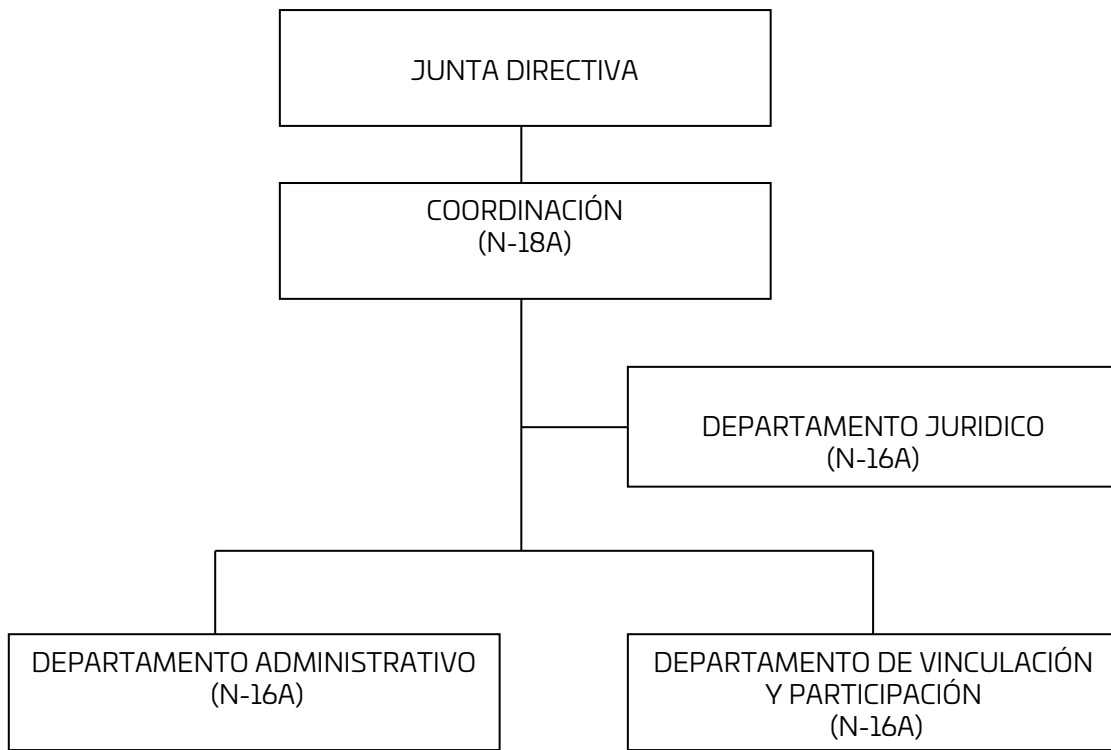 JUNTA DIRECTIVA
COORDINACIÓN
(N-18A)
DEPARTAMENTO JURIDICO
(N-16A)
DEPARTAMENTO ADMINISTRATIVO
(N-16A)
DEPARTAMENTO DE VINCULACIÓN
Y PARTICIPACIÓN
(N-16A)